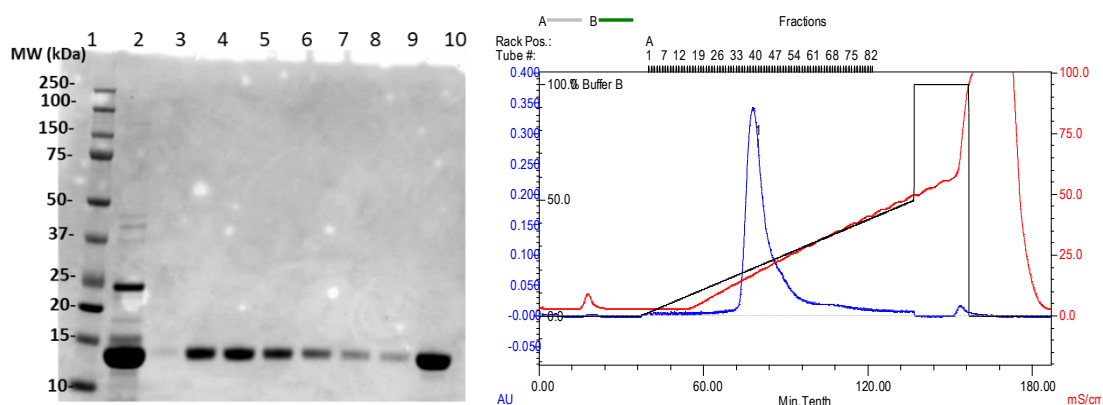 MW (kDa) 1 2 3 4 5 6 7 8 9 10
250-
100-
150-
75-
50-
37-
25-
20-
15-
10-
A B Fractions
Rack Pos.: A
Tube #: 1 7 12 19 26 33 40 47 54 61 68 75 82
0.400 100.0 % Buffer B 100.0
0.350
0.300 75.0
0.250
0.200 50.0 50.0
0.150
0.100 25.0
0.050
-0.000 0.0 0.0
-0.050
0.00 60.00 120.00 180.00
AU Min.Tenth mS/cm